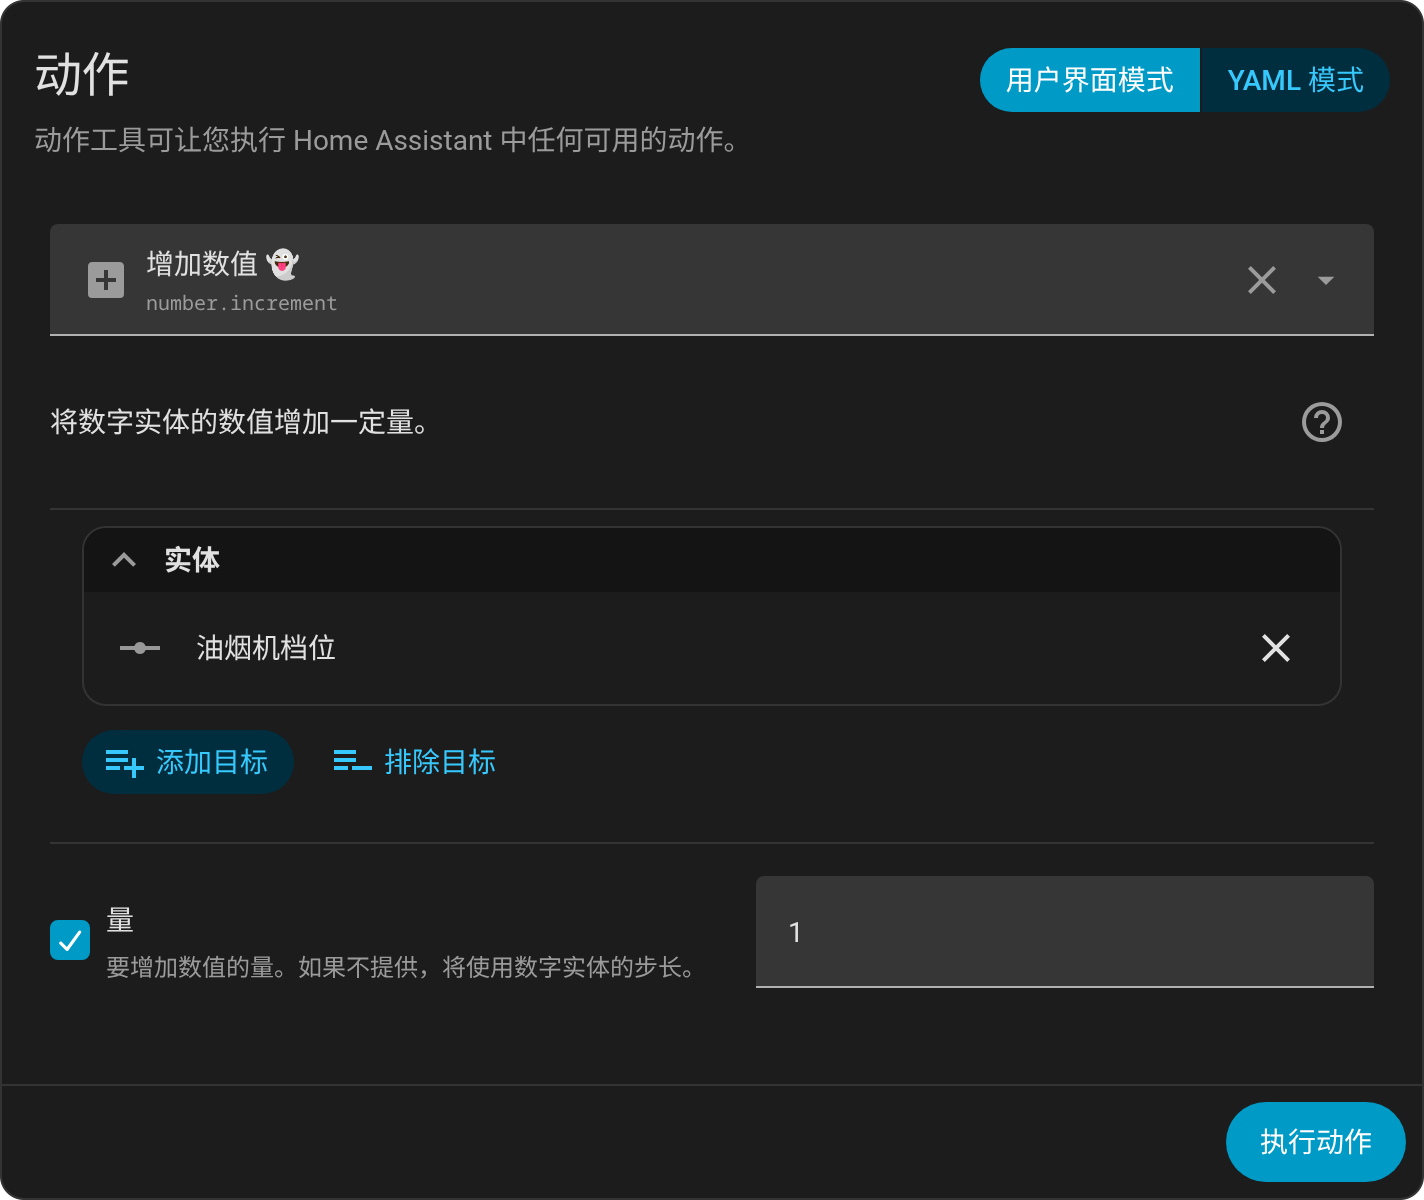 动作
用户界面模式
YAML 模式
动作工具可让您执行 Home Assistant 中任何可用的动作。
增加数值 👻
number.increment
将数字实体的数值增加一定量。
实体
油烟机档位
添加目标
排除目标
量
要增加数值的量。如果不提供，将使用数字实体的步长。
1
执行动作